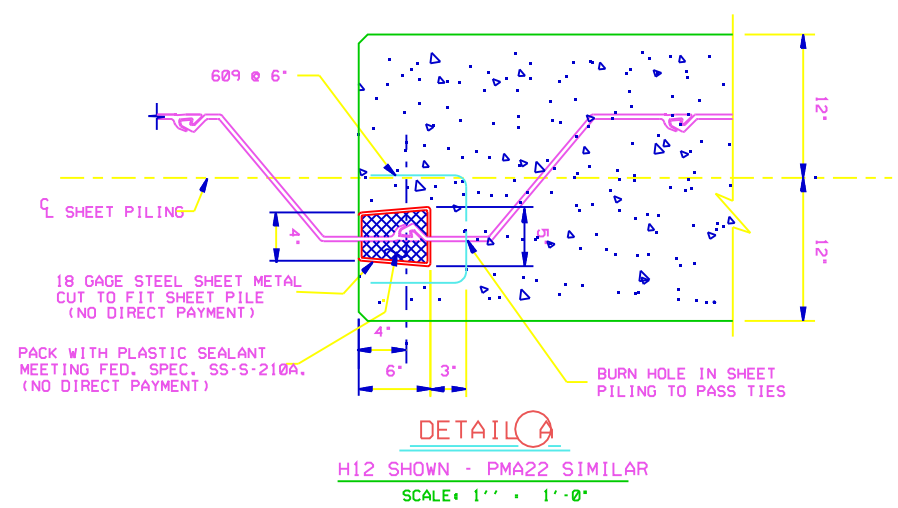 609 @ 6"
12"
℄ SHEET PILING
4"
5"
12"
18 GAGE STEEL SHEET METAL
CUT TO FIT SHEET PILE
(NO DIRECT PAYMENT)
4"
PACK WITH PLASTIC SEALANT
MEETING FED. SPEC. SS-S-210A.
(NO DIRECT PAYMENT)
6"
3"
BURN HOLE IN SHEET
PILING TO PASS TIES
DETAIL A
H12 SHOWN - PMA22 SIMILAR
SCALE: 1'' = 1'-0"